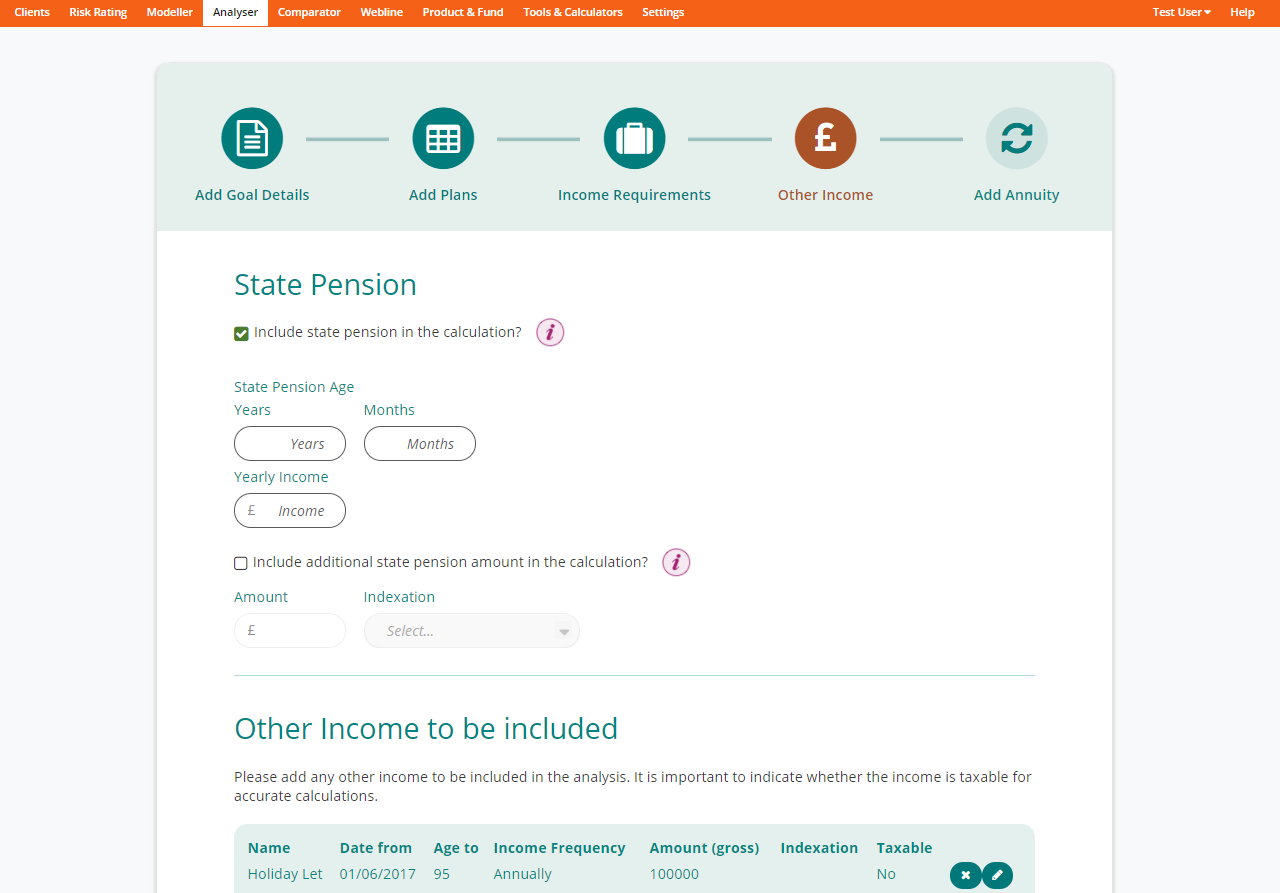 Clients Risk Rating Modeller Analyser Comparator Webline Product & Fund Tools & Calculators Settings Test User Help
£
Add Goal Details Add Plans Income Requirements Other Income Add Annuity
State Pension
Include state pension in the calculation? i
State Pension Age
Years Months
Years Months
Yearly Income
£ Income
Include additional state pension amount in the calculation? i
Amount Indexation
£ Select...
Other Income to be included
Please add any other income to be included in the analysis. It is important to indicate whether the income is taxable for
accurate calculations.
Name Date from Age to Income Frequency Amount (gross) Indexation Taxable
Holiday Let 01/06/2017 95 Annually 100000 No